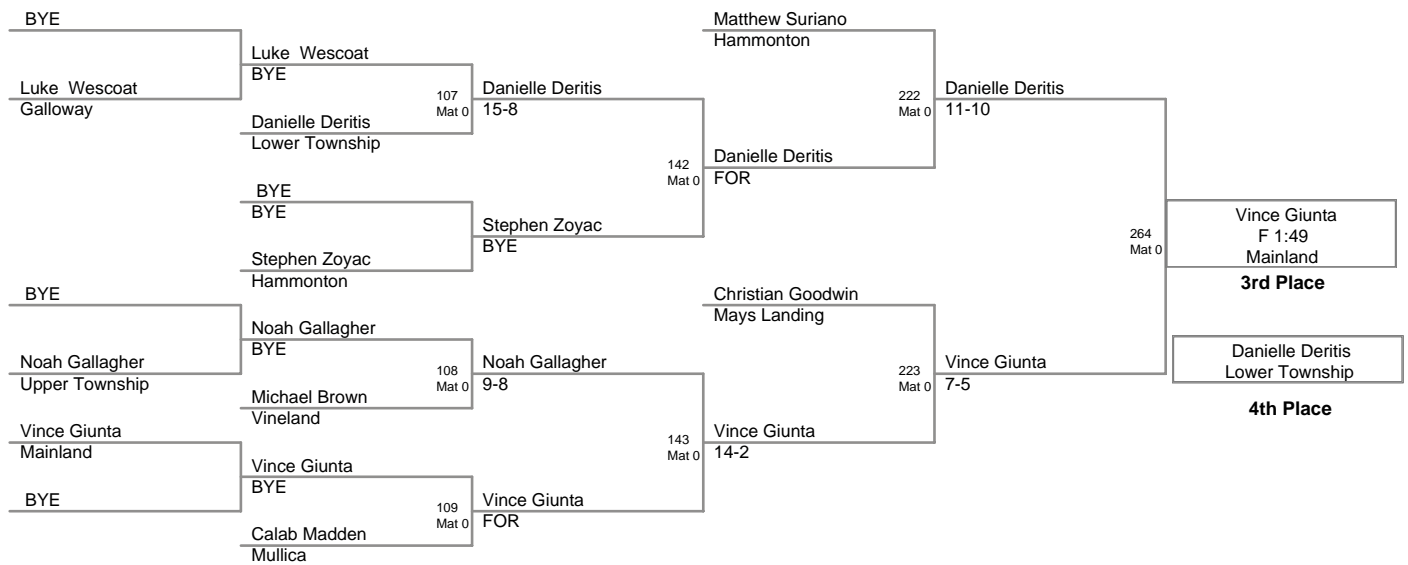 BYE
Luke  Wescoat
Galloway
BYE
Noah Gallagher
Upper Township
Vince Giunta
Mainland
BYE
Luke  Wescoat
BYE
Danielle Deritis
Lower Township
BYE
BYE
Stephen Zoyac
Hammonton
Noah Gallagher
BYE
Michael Brown
Vineland
Vince Giunta
BYE
Calab Madden
Mullica
107
Mat 0
108
Mat 0
109
Mat 0
Danielle Deritis
15-8
Stephen Zoyac
BYE
Noah Gallagher
9-8
Vince Giunta
FOR
142
Mat 0
143
Mat 0
Matthew Suriano
Hammonton
Danielle Deritis
FOR
Christian Goodwin
Mays Landing
Vince Giunta
14-2
222
Mat 0
223
Mat 0
Danielle Deritis
11-10
Vince Giunta
7-5
264
Mat 0
Vince Giunta
F 1:49
Mainland
3rd Place
Danielle Deritis
Lower Township
4th Place